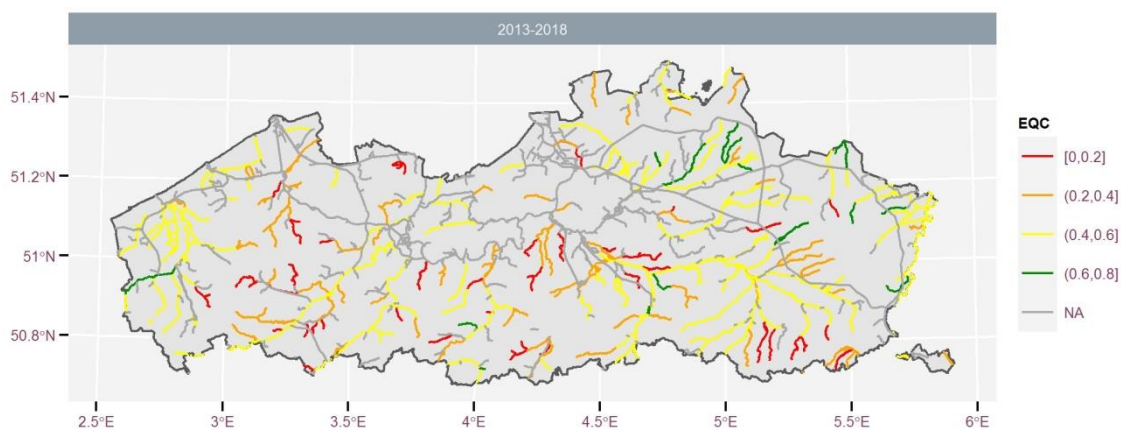 2013-2018
51.4°N
51.2°N
51°N
50.8°N
2.5°E
3°E
3.5°E
4°E
4.5°E
5°E
5.5°E
6°E
EQC
[0,0.2]
(0.2,0.4]
(0.4,0.6]
(0.6,0.8]
NA